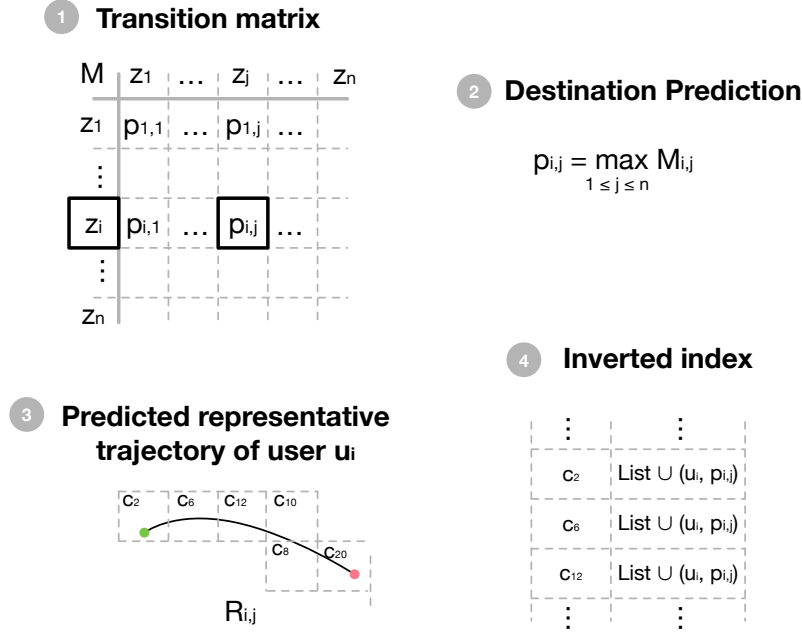 1 Transition matrix
M z1 … zj … zn
z1 p1,1 … p1,j …
⋮
zi pi,1 … pi,j …
⋮
zn
2 Destination Prediction
pi,j = max Mi,j
1 ≤ j ≤ n
3 Predicted representative
trajectory of user ui
c2 c6 c12 c10
c8 c20
Ri,j
4 Inverted index
⋮ ⋮
c2 List ∪ (ui, pi,j)
c6 List ∪ (ui, pi,j)
c12 List ∪ (ui, pi,j)
⋮ ⋮